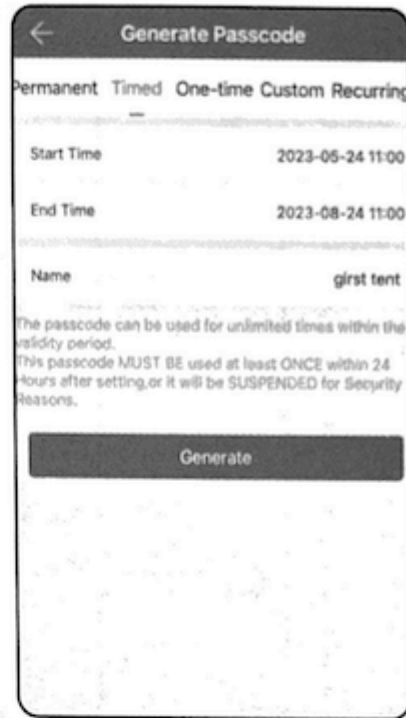 Generate Passcode
Permanent Timed One-time Custom Recurring
Start Time 2023-05-24 11:00
End Time 2023-08-24 11:00
Name girst tent
The passcode can be used for unlimited times within the
validity period.
This passcode MUST BE used at least ONCE within 24
Hours after setting,or it will be SUSPENDED for Security
Reasons.
Generate